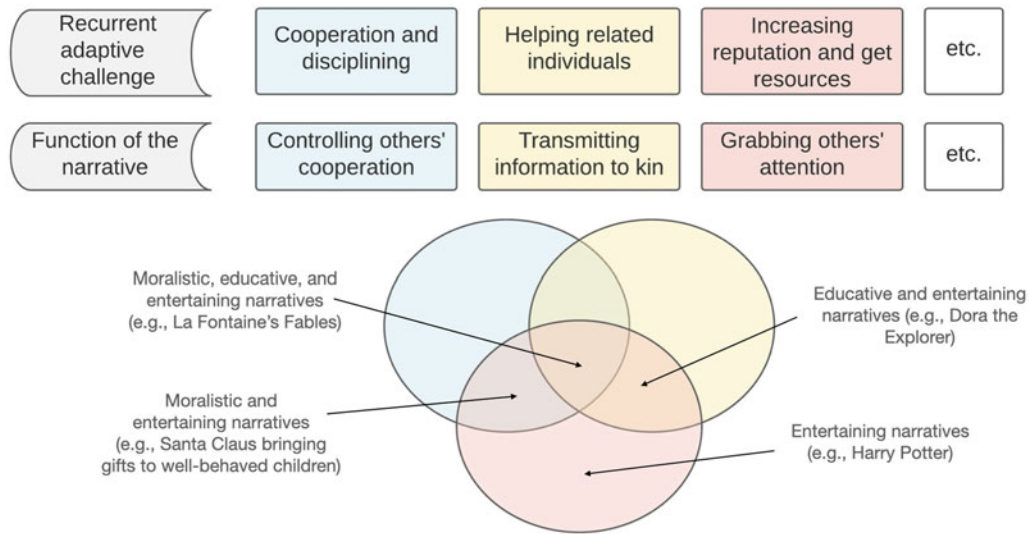 Recurrent
adaptive
challenge
Cooperation and
disciplining
Helping related
individuals
Increasing
reputation and get
resources
etc.
Function of the
narrative
Controlling others'
cooperation
Transmitting
information to kin
Grabbing others'
attention
etc.
Moralistic, educative, and
entertaining narratives
(e.g., La Fontaine's Fables)
Educative and entertaining
narratives (e.g., Dora the
Explorer)
Moralistic and
entertaining narratives
(e.g., Santa Claus bringing
gifts to well-behaved children)
Entertaining narratives
(e.g., Harry Potter)